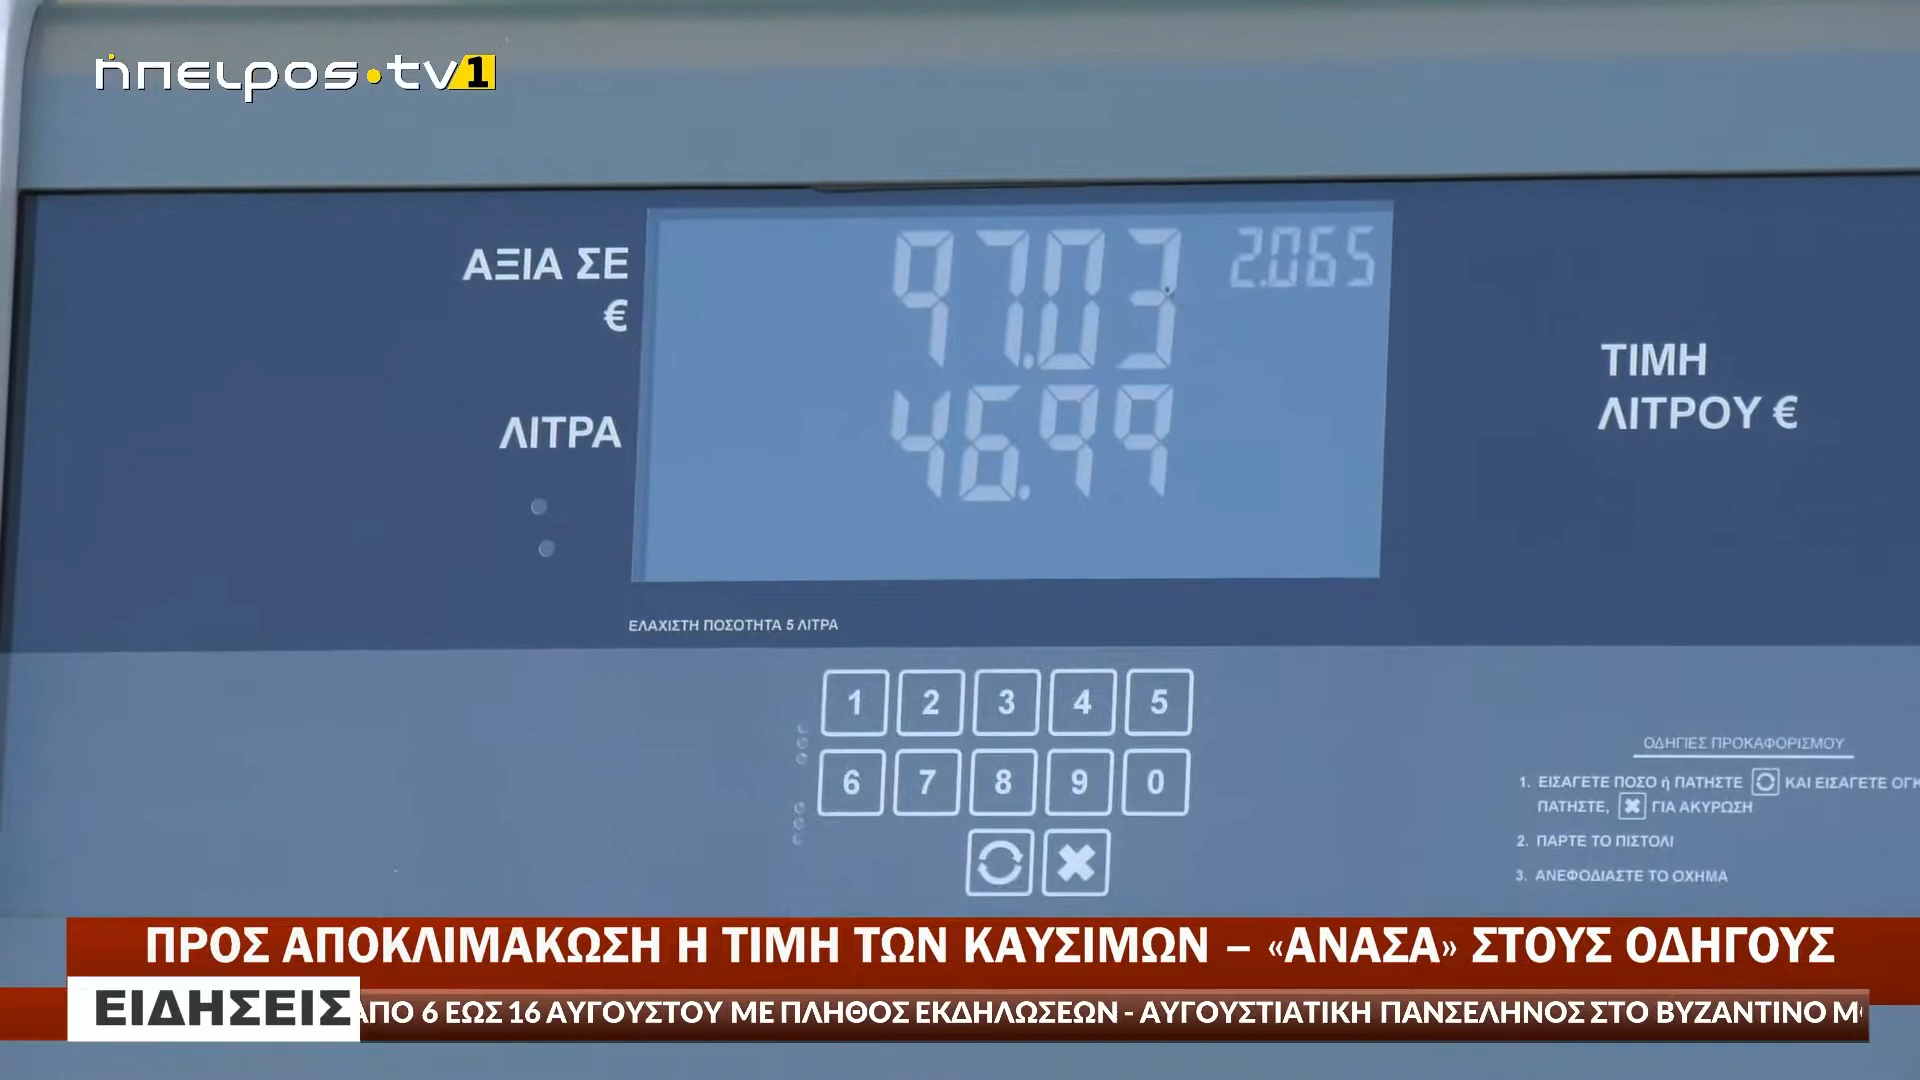 ήπειρος.tv1
ΑΞΙΑ ΣΕ
€
97.03
2.065
ΛΙΤΡΑ
46.99
ΤΙΜΗ
ΛΙΤΡΟΥ €
ΕΛΑΧΙΣΤΗ ΠΟΣΟΤΗΤΑ 5 ΛΙΤΡΑ
1 2 3 4 5
6 7 8 9 0
ΟΔΗΓΙΕΣ ΠΡΟΚΑΦΟΡΙΣΜΟΥ
1. ΕΙΣΑΓΕΤΕ ΠΟΣΟ ή ΠΑΤΗΣΤΕ ΚΑΙ ΕΙΣΑΓΕΤΕ ΟΓΚ
ΠΑΤΗΣΤΕ, ΓΙΑ ΑΚΥΡΩΣΗ
2. ΠΑΡΤΕ ΤΟ ΠΙΣΤΟΛΙ
3. ΑΝΕΦΟΔΙΑΣΤΕ ΤΟ ΟΧΗΜΑ
ΠΡΟΣ ΑΠΟΚΛΙΜΑΚΩΣΗ Η ΤΙΜΗ ΤΩΝ ΚΑΥΣΙΜΩΝ – «ΑΝΑΣΑ» ΣΤΟΥΣ ΟΔΗΓΟΥΣ
ΕΙΔΗΣΕΙΣ
ΑΠΟ 6 ΕΩΣ 16 ΑΥΓΟΥΣΤΟΥ ΜΕ ΠΛΗΘΟΣ ΕΚΔΗΛΩΣΕΩΝ - ΑΥΓΟΥΣΤΙΑΤΙΚΗ ΠΑΝΣΕΛΗΝΟΣ ΣΤΟ ΒΥΖΑΝΤΙΝΟ